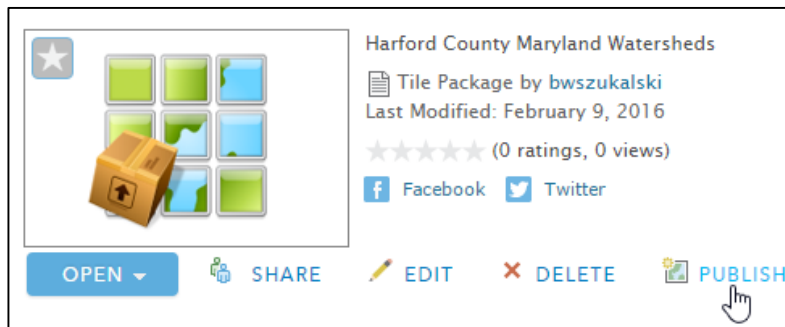 Harford County Maryland Watersheds
Tile Package by bwszukalski
Last Modified: February 9, 2016
(0 ratings, 0 views)
Facebook Twitter
OPEN SHARE EDIT DELETE PUBLISH